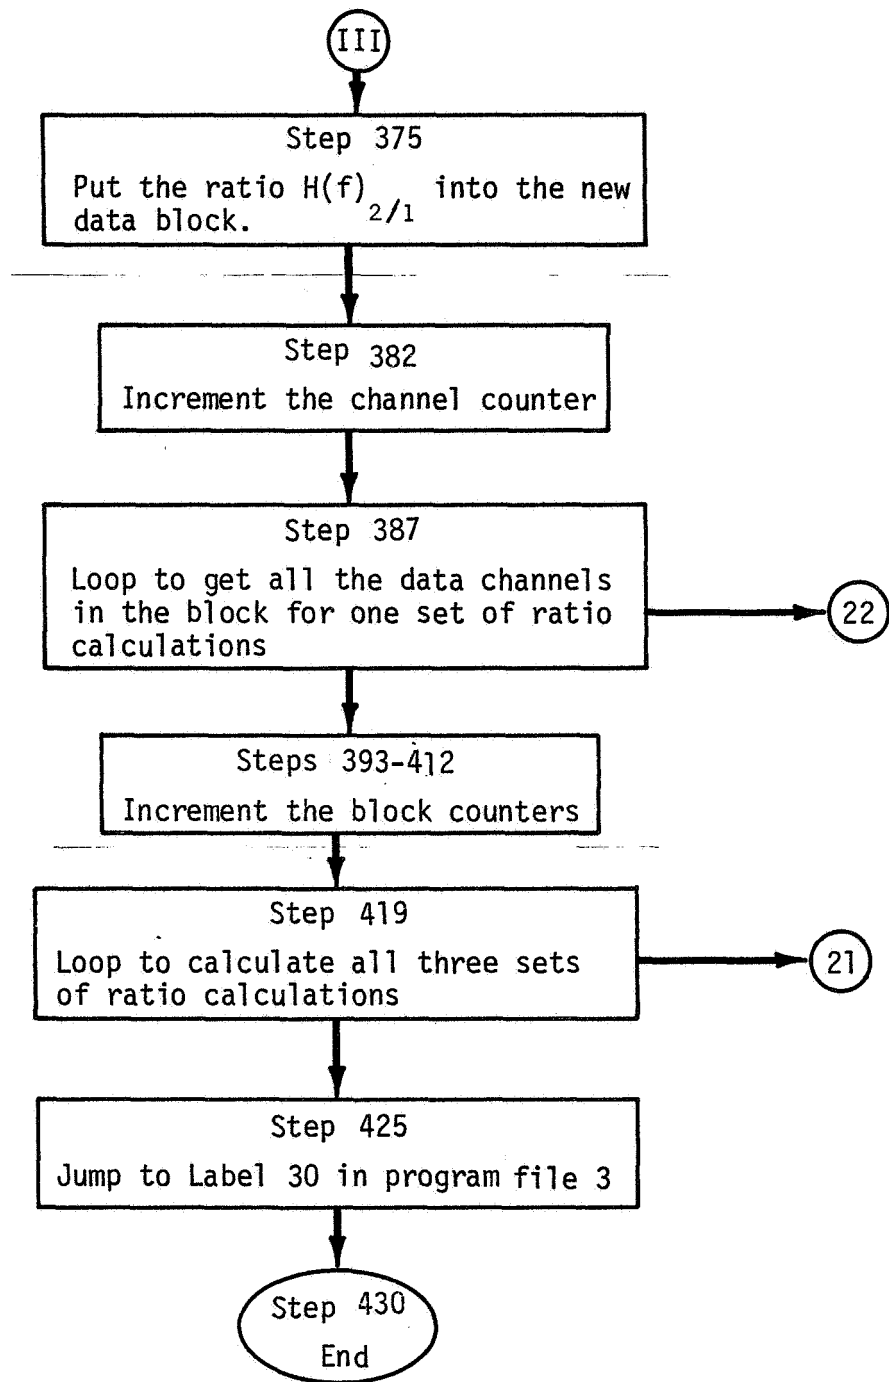 III
Step 375
Put the ratio H(f) 2/1 into the new
data block.
Step 382
Increment the channel counter
Step 387
Loop to get all the data channels
in the block for one set of ratio
calculations
22
Steps 393-412
Increment the block counters
Step 419
Loop to calculate all three sets
of ratio calculations
21
Step 425
Jump to Label 30 in program file 3
Step 430
End